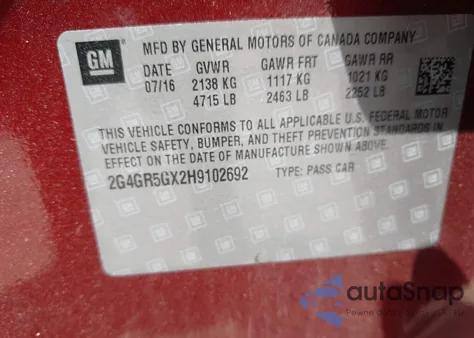 GM
MFD BY GENERAL MOTORS OF CANADA COMPANY
DATE GVWR GAWR FRT GAWR RR
07/16 2138 KG 1117 KG 1021 KG
4715 LB 2463 LB 2252 LB
THIS VEHICLE CONFORMS TO ALL APPLICABLE U.S. FEDERAL MOTOR
VEHICLE SAFETY, BUMPER, AND THEFT PREVENTION STANDARDS
IN EFFECT ON THE DATE OF MANUFACTURE SHOWN ABOVE.
2G4GR5GX2H9102692 TYPE: PASS CAR
autoSnap
Pewne auto z USA